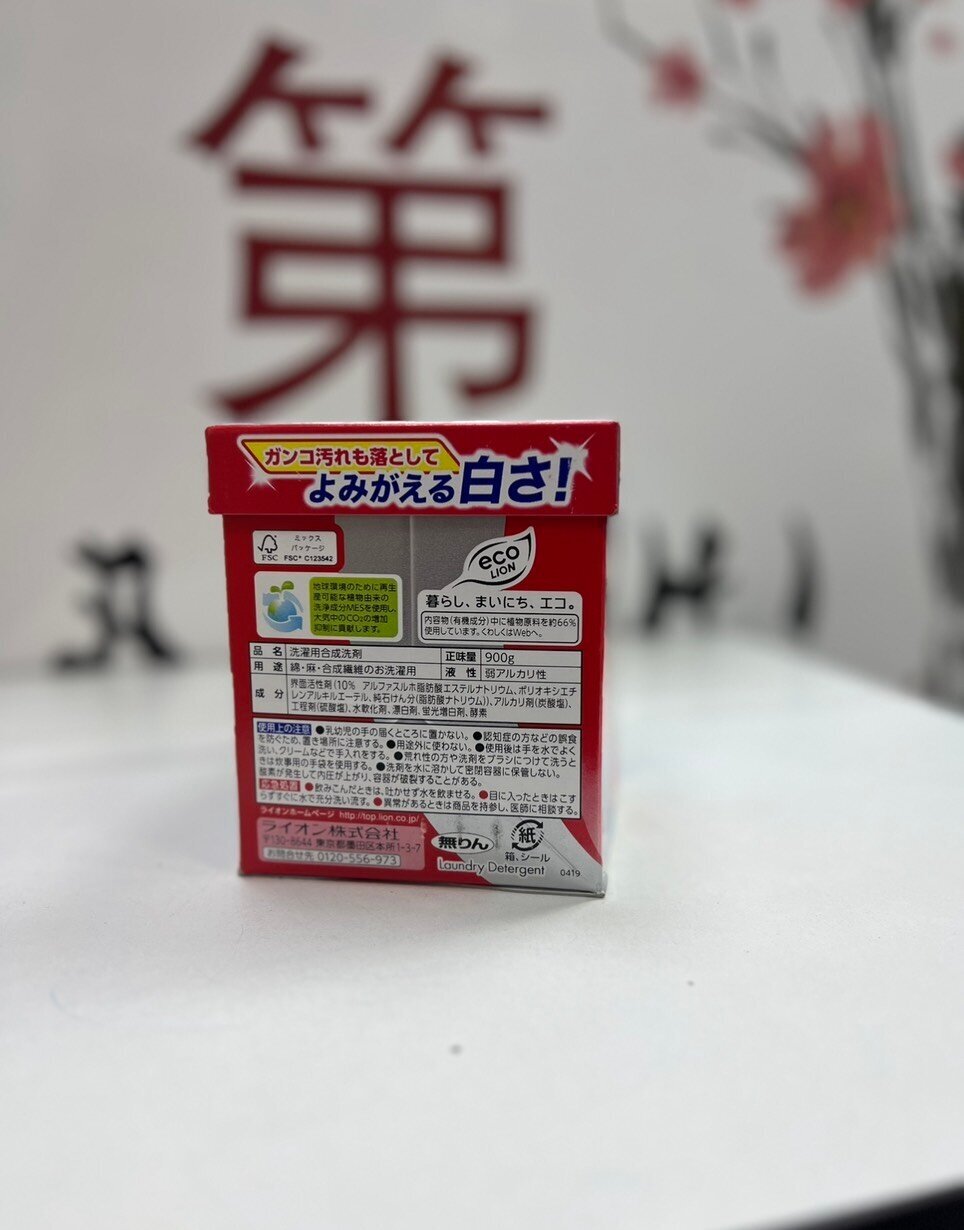 第
ガンコ汚れも落として
よみがえる白さ!
FSC
ミックス
パッケージ
FSC® C123542
eco
LION
地球環境のために再生
産可能な植物由来の
洗浄成分MESを使用し、
大気中のCO₂の増加
抑制に貢献します。
暮らし、まいにち、エコ。
内容物(有機成分)中に植物原料を約66%
使用しています。くわしくはWebへ。
品名 洗濯用合成洗剤 正味量 900g
用途 綿・麻・合成繊維のお洗濯用 液性 弱アルカリ性
成分 界面活性剤(10% アルファスルホ脂肪酸エステルナトリウム、ポリオキシエチ
レンアルキルエーテル、純石けん分(脂肪酸ナトリウム))、アルカリ剤(炭酸塩)、
工程剤(硫酸塩)、水軟化剤、漂白剤、蛍光増白剤、酵素
使用上の注意 ●乳幼児の手の届くところに置かない。●認知症の方などの誤食
を防ぐため、置き場所に注意する。●用途外に使わない。●使用後は手を水でよく
洗い、クリームなどで手入れをする。●荒れ性の方や洗剤をブラシにつけて洗うと
きは炊事用の手袋を使用する。●洗剤を水に溶かして密閉容器に保管しない。
酸素が発生して内圧が上がり、容器が破裂することがある。
応急処置 ●飲みこんだときは、吐かせず水を飲ませる。●目に入ったときはこす
らずすぐに水で充分洗い流す。●異常があるときは商品を持参し、医師に相談する。
ライオンホームページ http://top.lion.co.jp/
ライオン株式会社
〒130-8644 東京都墨田区本所1-3-7
お問合せ先 0120-556-973
無りん
紙
箱、シール
Laundry Detergent
0419